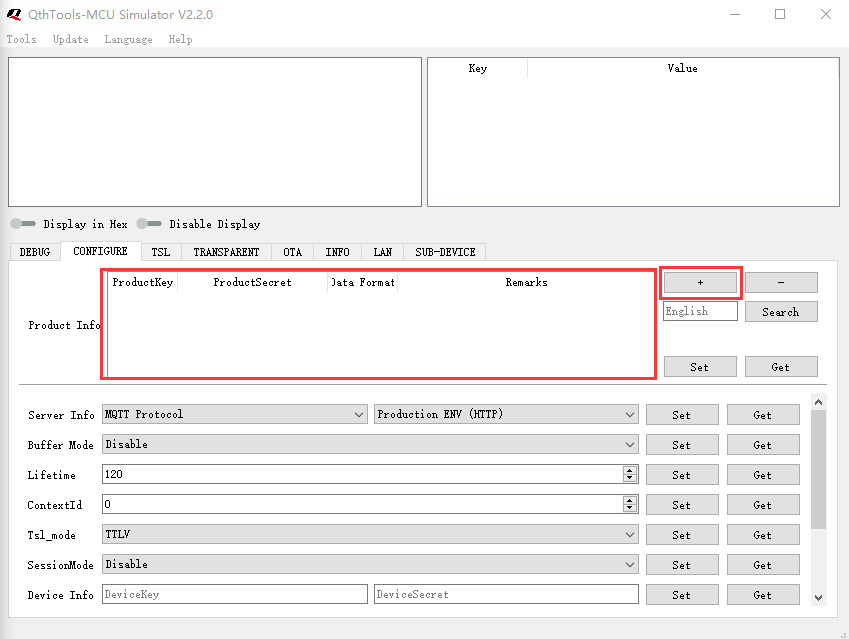 QthTools-MCU Simulator V2.2.0
Tools Update Language Help
Key Value
Display in Hex Disable Display
DEBUG CONFIGURE TSL TRANSPARENT OTA INFO LAN SUB-DEVICE
ProductKey ProductSecret Data Format Remarks + -
English Search
Product Info
Set Get
Server Info MQTT Protocol Production ENV (HTTP) Set Get
Buffer Mode Disable Set Get
Lifetime 120 Set Get
ContextId 0 Set Get
Tsl_mode TTLV Set Get
SessionMode Disable Set Get
Device Info DeviceKey DeviceSecret Set Get